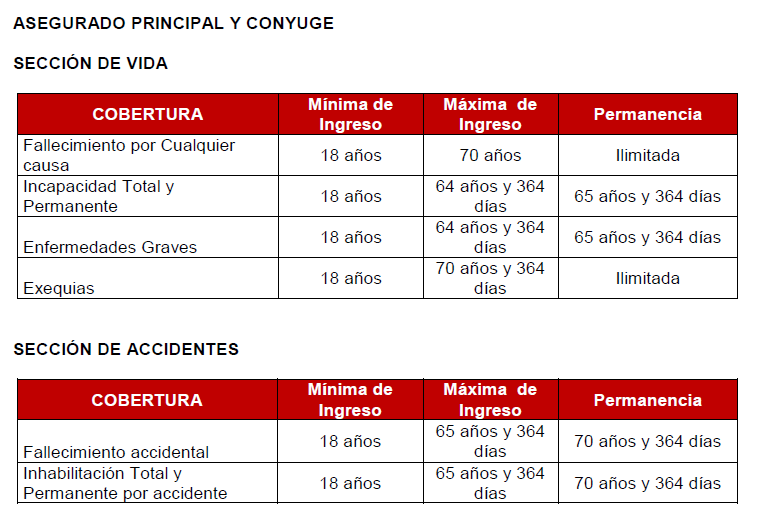 ASEGURADO PRINCIPAL Y CONYUGE
SECCIÓN DE VIDA
COBERTURA Mínima de Ingreso Máxima de Ingreso Permanencia
Fallecimiento por Cualquier causa 18 años 70 años Ilimitada
Incapacidad Total y Permanente 18 años 64 años y 364 días 65 años y 364 días
Enfermedades Graves 18 años 64 años y 364 días 65 años y 364 días
Exequias 18 años 70 años y 364 días Ilimitada
SECCIÓN DE ACCIDENTES
COBERTURA Mínima de Ingreso Máxima de Ingreso Permanencia
Fallecimiento accidental 18 años 65 años y 364 días 70 años y 364 días
Inhabilitación Total y Permanente por accidente 18 años 65 años y 364 días 70 años y 364 días